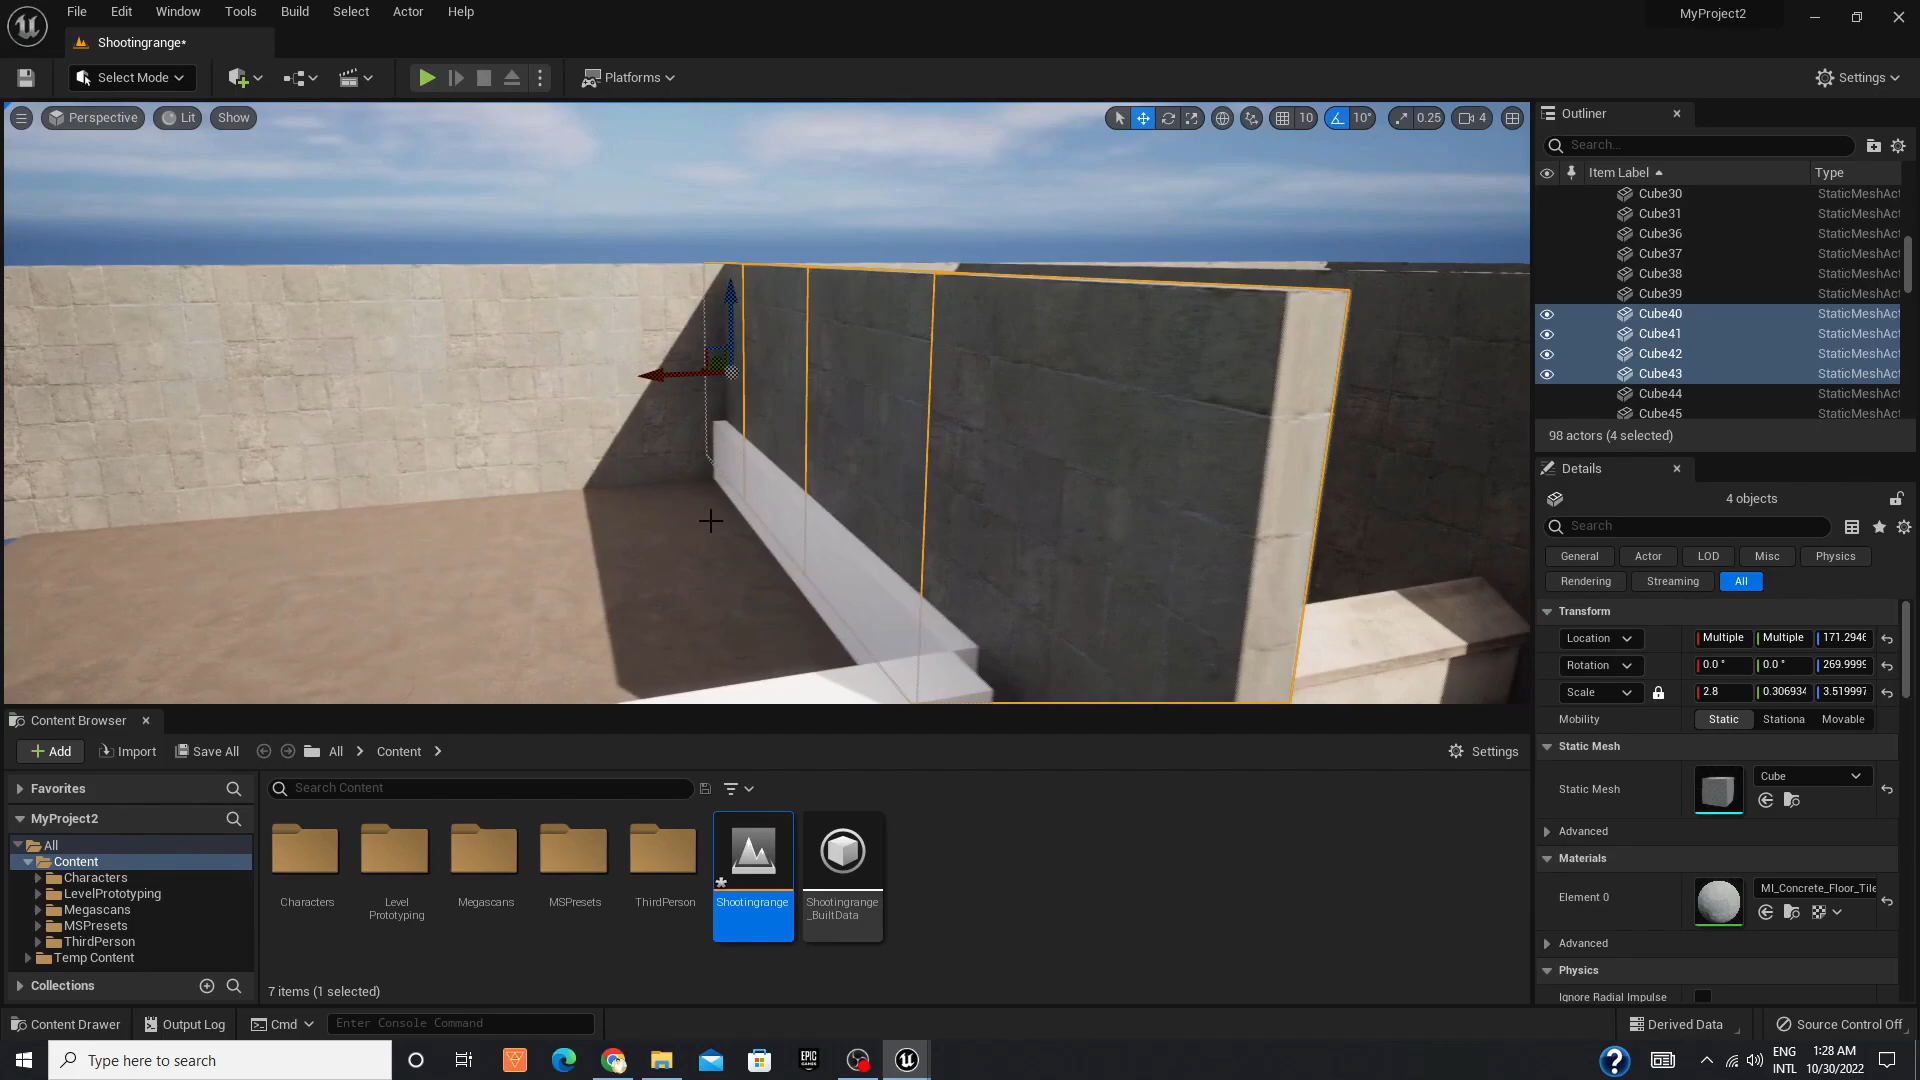 File Edit Window Tools Build Select Actor Help
MyProject2
Shootingrange*
Select Mode
Platforms
Settings
Perspective Lit Show
10 10° 0.25 4
Outliner
Search...
Item Label Type
Cube30 StaticMeshAct
Cube31 StaticMeshAct
Cube36 StaticMeshAct
Cube37 StaticMeshAct
Cube38 StaticMeshAct
Cube39 StaticMeshAct
Cube40 StaticMeshAct
Cube41 StaticMeshAct
Cube42 StaticMeshAct
Cube43 StaticMeshAct
Cube44 StaticMeshAct
Cube45 StaticMeshAct
98 actors (4 selected)
Details
4 objects
Search
General Actor LOD Misc Physics
Rendering Streaming All
Transform
Location Multiple Multiple 171.2946
Rotation 0.0 ° 0.0 ° 269.9999
Scale 2.8 0.306934 3.519997
Mobility Static Stationa Movable
Static Mesh
Static Mesh Cube
Advanced
Materials
Element 0 MI_Concrete_Floor_Tile
Advanced
Physics
Ignore Radial Impulse
Content Browser
Add Import Save All All Content Settings
Favorites
Search Content
MyProject2
All
Content
Characters
LevelPrototyping
Megascans
MSPresets
ThirdPerson
Temp Content
Collections
Characters
Level
Prototyping
Megascans
MSPresets
ThirdPerson
Shootingrange
Shootingrange
_BuiltData
7 items (1 selected)
Content Drawer Output Log Cmd Enter Console Command Derived Data Source Control Off
Type here to search
EPIC
GAMES
ENG
INTL
1:28 AM
10/30/2022